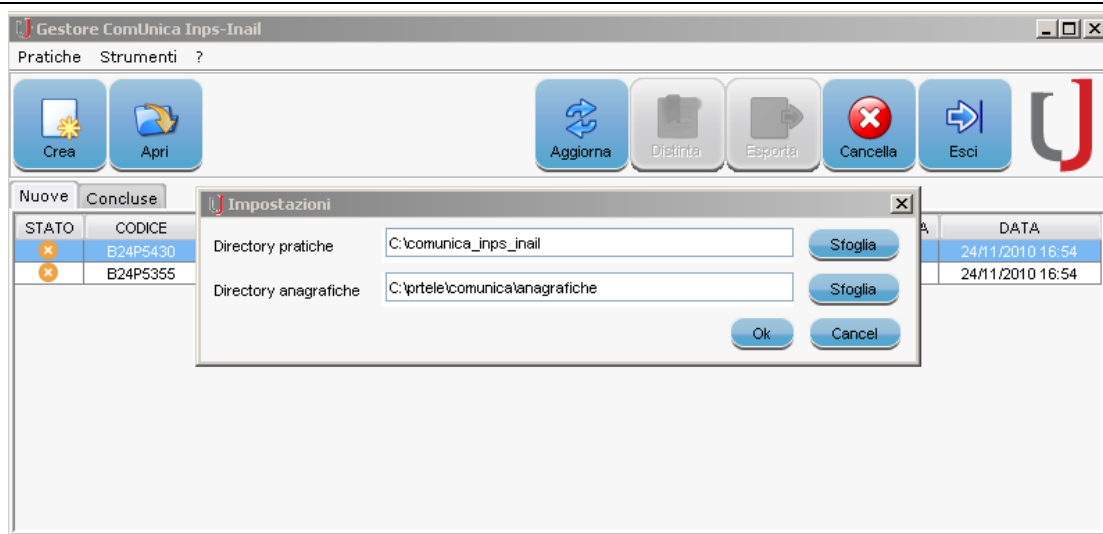 Gestore ComUnica Inps-Inail
Pratiche Strumenti ?
Crea Apri Aggiorna Distinta Esporta Cancella Esci
Nuove Concluse
Impostazioni
STATO CODICE A DATA
Directory pratiche C:\comunica_inps_inail Sfoglia
B24P5430 24/11/2010 16:54
B24P5355 24/11/2010 16:54
Directory anagrafiche C:\prtele\comunica\anagrafiche Sfoglia
Ok Cancel